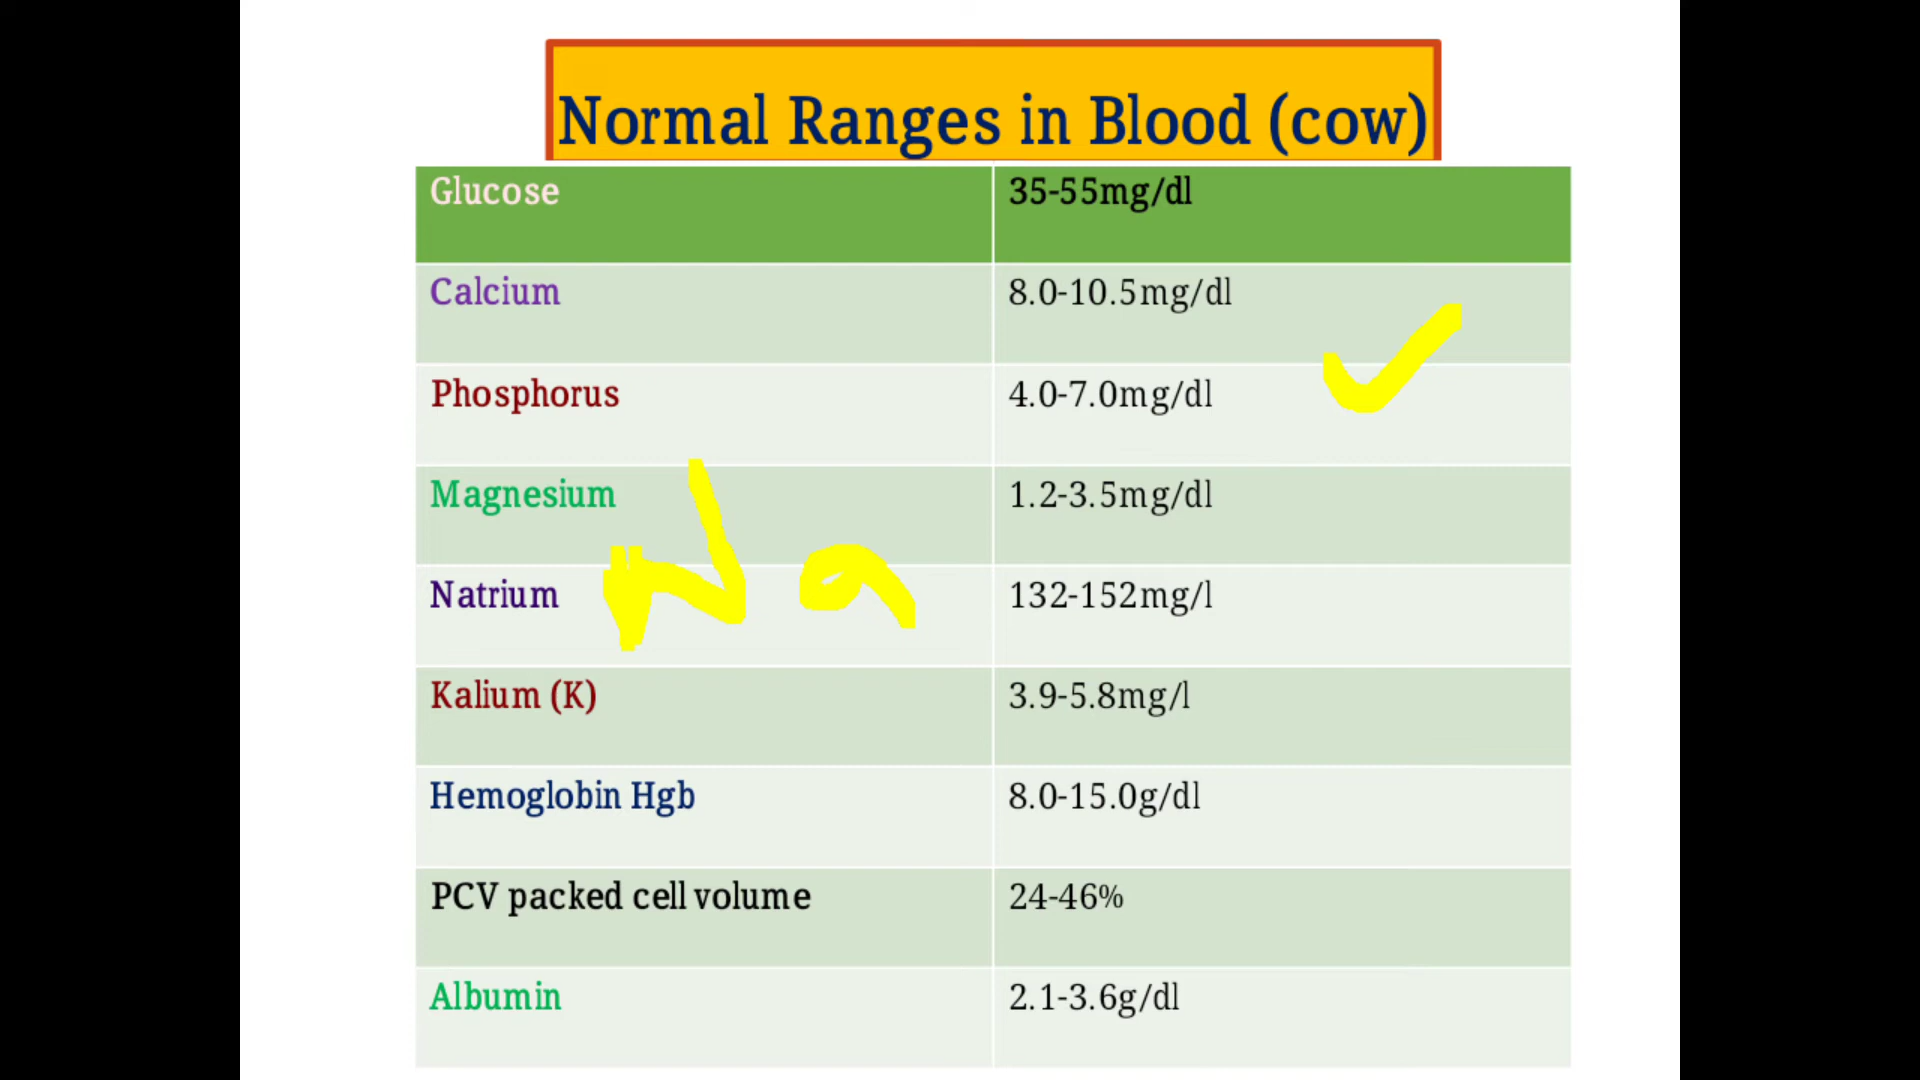 Normal Ranges in Blood (cow)
Glucose 35-55mg/dl
Calcium 8.0-10.5mg/dl
Phosphorus 4.0-7.0mg/dl
Magnesium 1.2-3.5mg/dl
Natrium Na 132-152mg/l
Kalium (K) 3.9-5.8mg/l
Hemoglobin Hgb 8.0-15.0g/dl
PCV packed cell volume 24-46%
Albumin 2.1-3.6g/dl